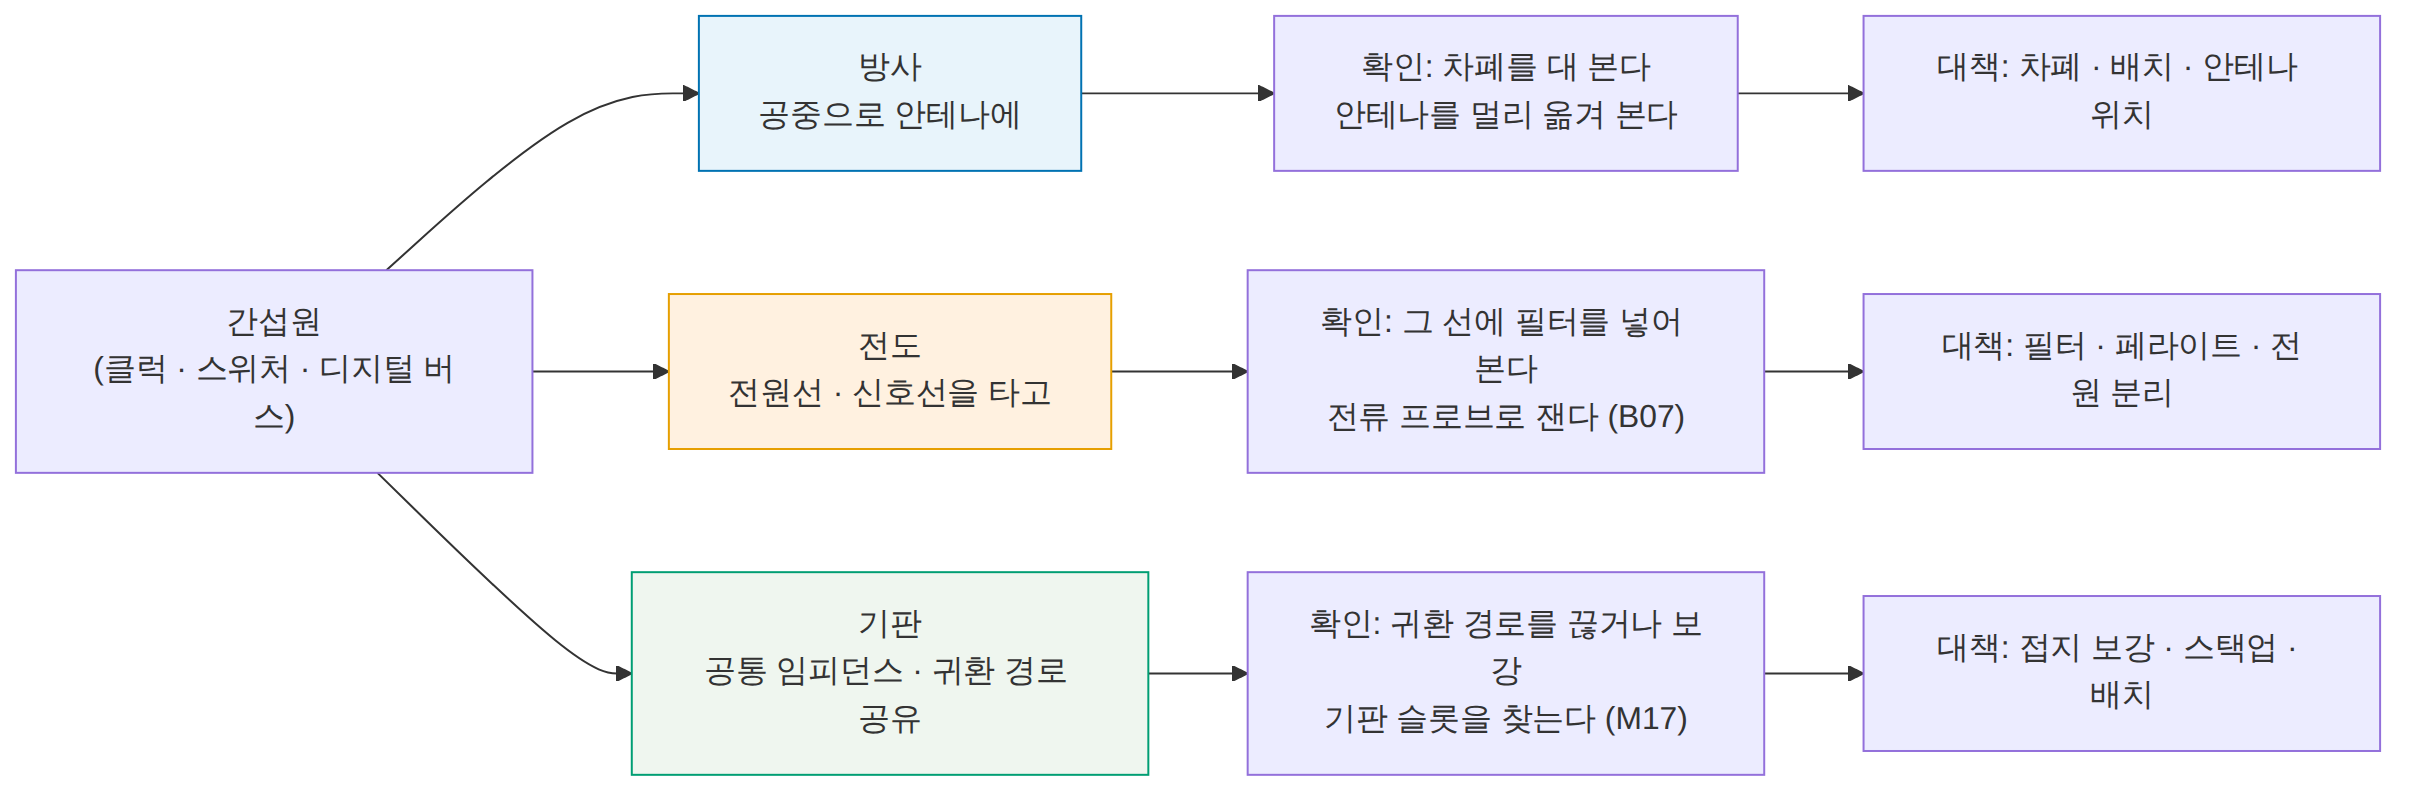 간섭원
(클럭 · 스위처 · 디지털 버
스)
방사
공중으로 안테나에
확인: 차폐를 대 본다
안테나를 멀리 옮겨 본다
대책: 차폐 · 배치 · 안테나
위치
전도
전원선 · 신호선을 타고
확인: 그 선에 필터를 넣어
본다
전류 프로브로 잰다 (B07)
대책: 필터 · 페라이트 · 전
원 분리
기판
공통 임피던스 · 귀환 경로
공유
확인: 귀환 경로를 끊거나 보
강
기판 슬롯을 찾는다 (M17)
대책: 접지 보강 · 스택업 ·
배치